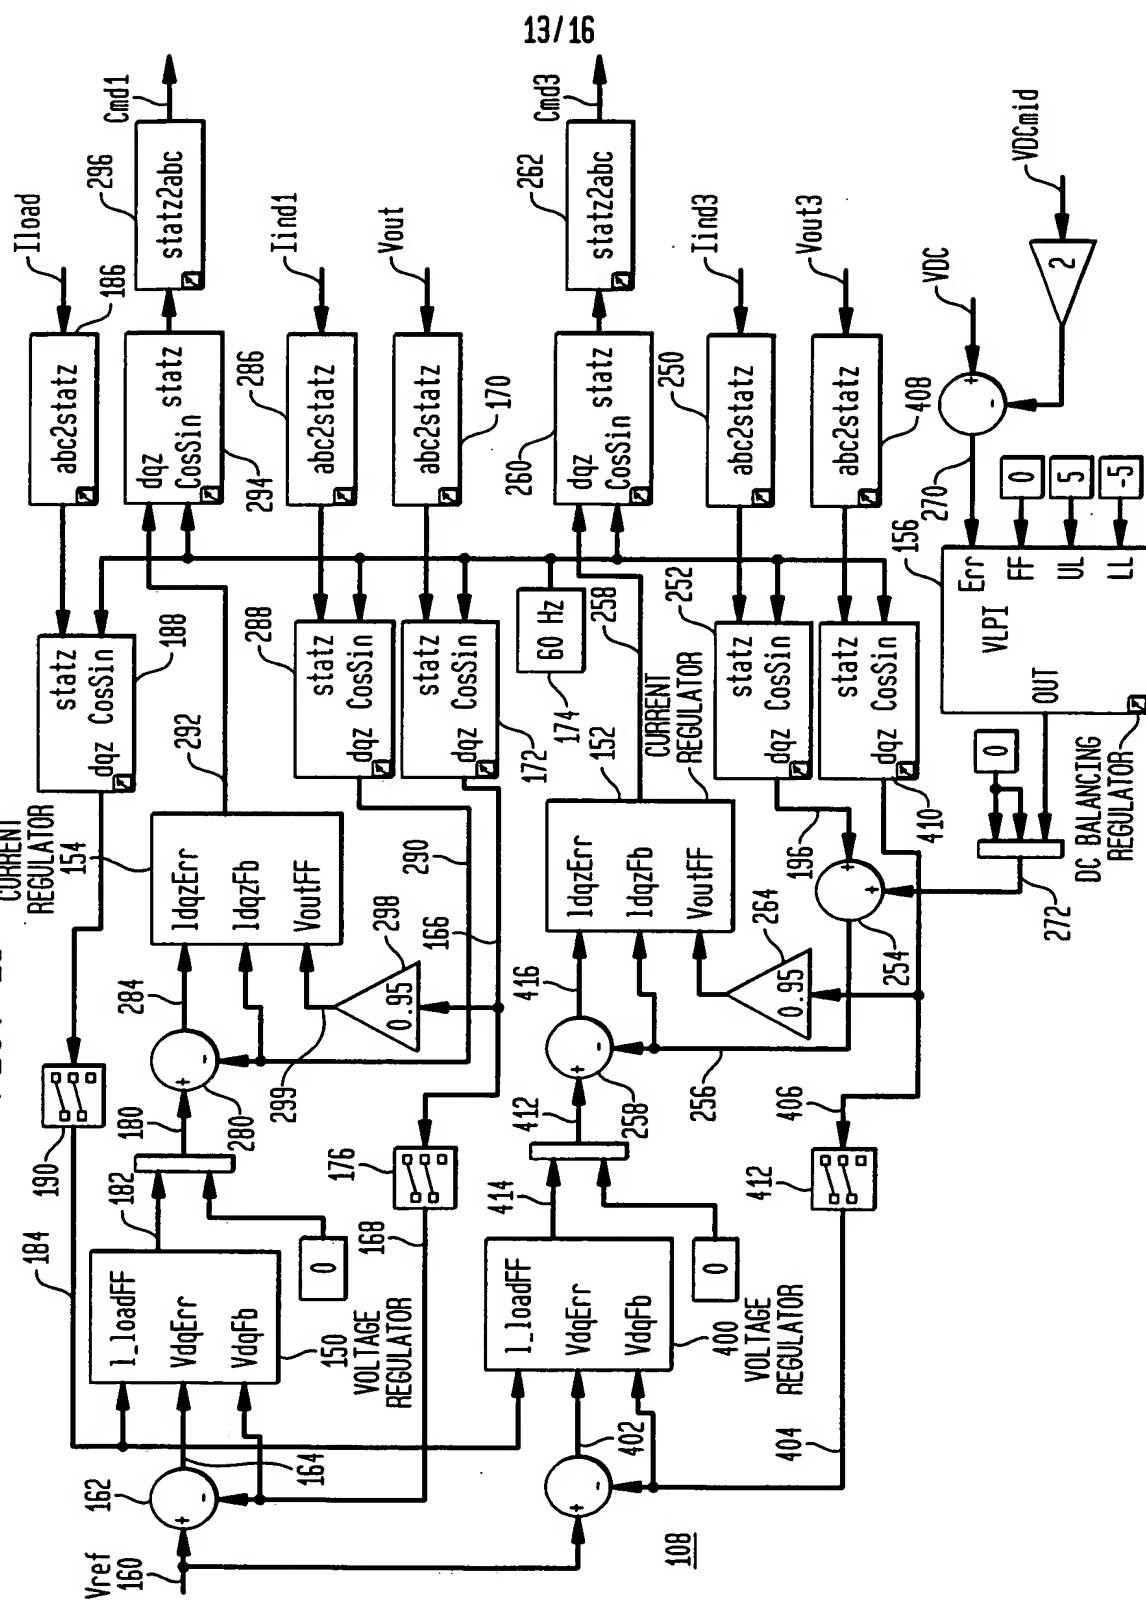 13/16
Iload
186
abc2statz
statz
CosSin
dqz
188
190
184
296
Cmd1
statz2abc
statz
dqz
CosSin
294
292
CURRENT
REGULATOR
154
IdqzErr
IdqzFb
VoutFF
284
280
180
182
I_loadFF
VdqErr
VdqFb
150
VOLTAGE
REGULATOR
0
162
164
Vref
160
Iind1
286
abc2statz
288
statz
CosSin
dqz
290
Vout
abc2statz
170
statz
CosSin
dqz
172
166
298
0.95
299
176
168
60 Hz
174
Cmd3
262
statz2abc
260
statz
dqz
CosSin
258
152
CURRENT
REGULATOR
IdqzErr
IdqzFb
VoutFF
416
258
412
414
I_loadFF
VdqErr
VdqFb
400
VOLTAGE
REGULATOR
0
402
108
Iind3
250
abc2statz
252
statz
CosSin
dqz
196
264
0.95
254
256
Vout3
abc2statz
408
statz
CosSin
dqz
410
406
412
404
VDCmid
2
VDC
270
156
Err
FF
UL
LL
VLPI
OUT
0
5
-5
DC BALANCING
REGULATOR
0
272